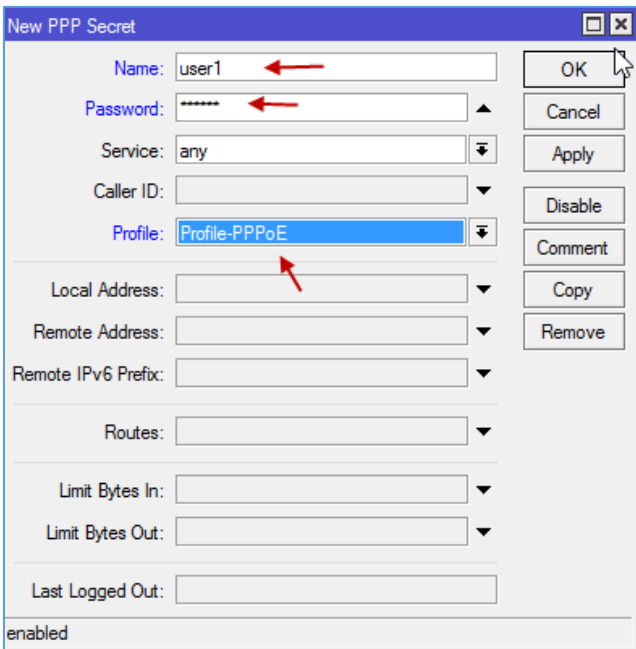 New PPP Secret
Name: user1
OK
Password: ******
Cancel
Service: any
Apply
Caller ID:
Disable
Profile: Profile-PPPoE
Comment
Local Address:
Copy
Remote Address:
Remove
Remote IPv6 Prefix:
Routes:
Limit Bytes In:
Limit Bytes Out:
Last Logged Out:
enabled